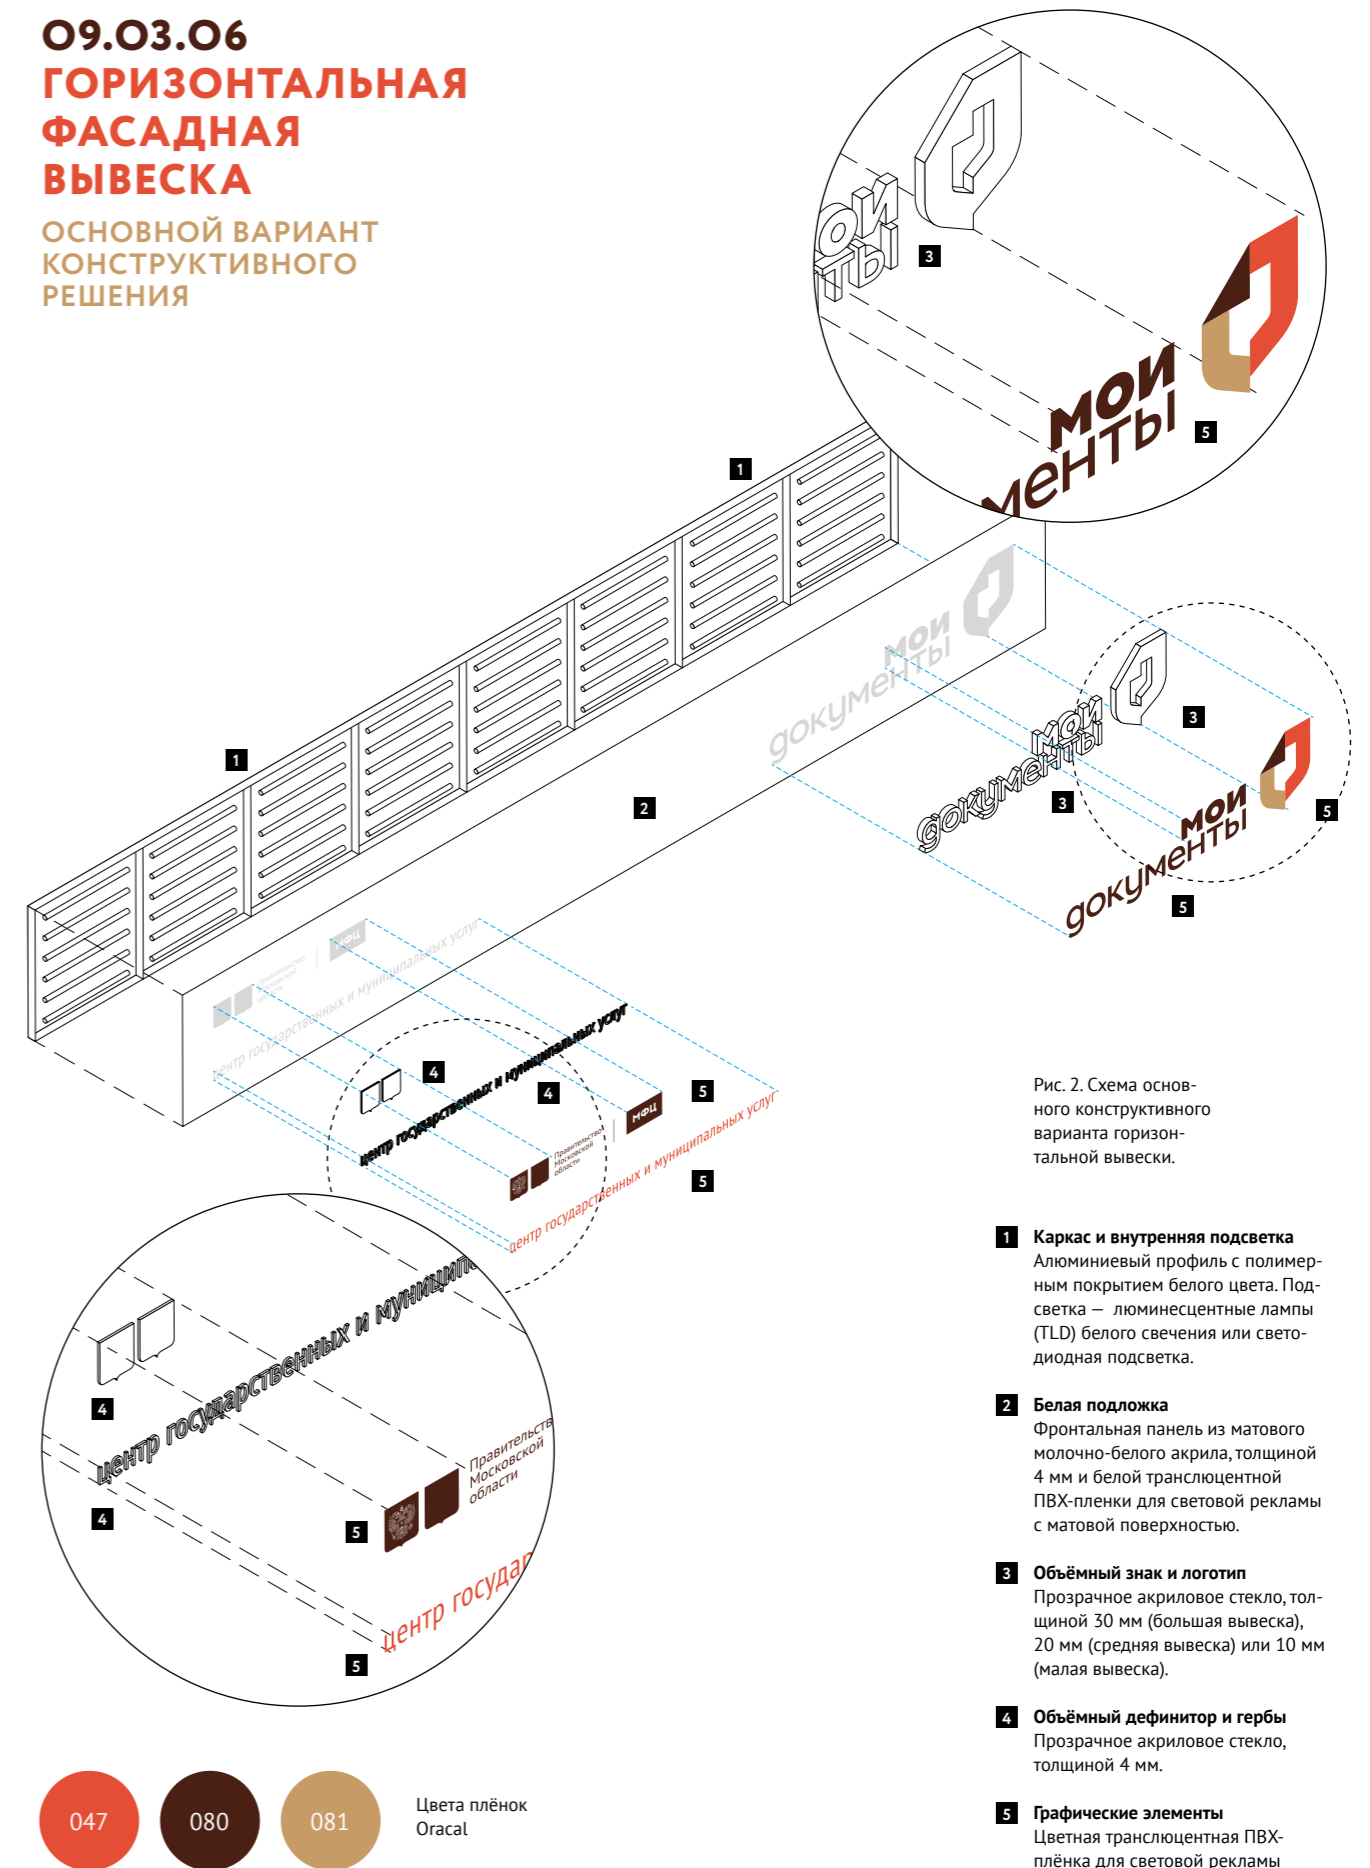 09.03.06
ГОРИЗОНТАЛЬНАЯ
ФАСАДНАЯ
ВЫВЕСКА
ОСНОВНОЙ ВАРИАНТ
КОНСТРУКТИВНОГО
РЕШЕНИЯ
ОЙ
НТЫ
3
МОИ
МЕНТЫ
5
1
1
2
МОИ
документы
МОИ
документы
3
3
МОИ
документы
5
5
Правительство
Московской
области
МФЦ
центр государственных и муниципальных услуг
4
4
центр государственных и муниципальных услуг
5
Правительство
Московской
области
МФЦ
центр государственных и муниципальных услуг
5
4
центр государственных и муницип
4
Правительств
Московской
области
5
центр государ
5
Рис. 2. Схема основ-
ного конструктивного
варианта горизон-
тальной вывески.
1 Каркас и внутренняя подсветка
Алюминиевый профиль с полимер-
ным покрытием белого цвета. Под-
светка — люминесцентные лампы
(TLD) белого свечения или свето-
диодная подсветка.
2 Белая подложка
Фронтальная панель из матового
молочно-белого акрила, толщиной
4 мм и белой транслюцентной
ПВХ-пленки для световой рекламы
с матовой поверхностью.
3 Объёмный знак и логотип
Прозрачное акриловое стекло, тол-
щиной 30 мм (большая вывеска),
20 мм (средняя вывеска) или 10 мм
(малая вывеска).
4 Объёмный дефинитор и гербы
Прозрачное акриловое стекло,
толщиной 4 мм.
5 Графические элементы
Цветная транслюцентная ПВХ-
плёнка для световой рекламы
047
080
081
Цвета плёнок
Oracal